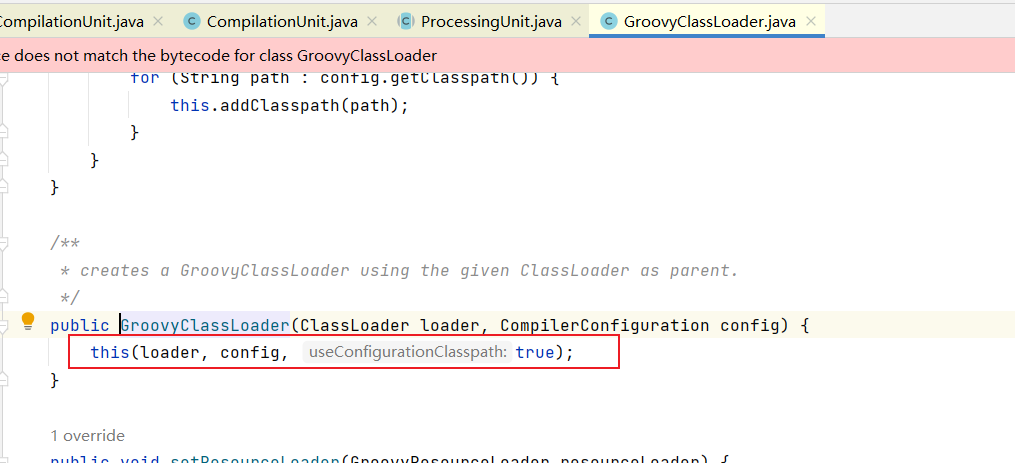 CompilationUnit.java × CompilationUnit.java × ProcessingUnit.java × GroovyClassLoader.java ×
ce does not match the bytecode for class GroovyClassLoader
for (String path : config.getClasspath()) {
this.addClasspath(path);
}
}
}
/**
* creates a GroovyClassLoader using the given ClassLoader as parent.
*/
public GroovyClassLoader(ClassLoader loader, CompilerConfiguration config) {
this(loader, config, useConfigurationClasspath: true);
}
1 override
public void setResourceLoader(GroovyResourceLoader resourceLoader) {